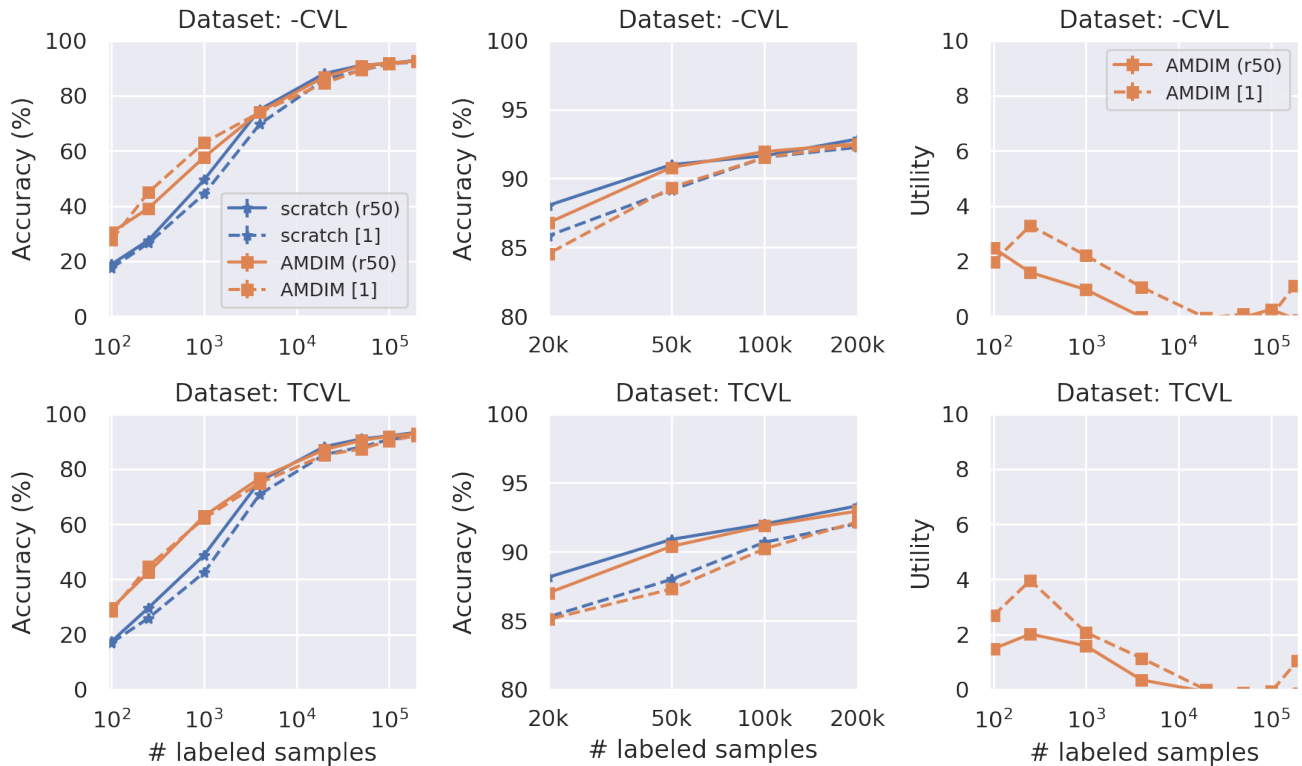 Dataset: -CVL
Accuracy (%)
100
80
60
40
20
0
10²
10³
10⁴
10⁵
scratch (r50)
scratch [1]
AMDIM (r50)
AMDIM [1]
Dataset: -CVL
Accuracy (%)
100
95
90
85
80
20k
50k
100k
200k
Dataset: -CVL
Utility
10
8
6
4
2
0
10²
10³
10⁴
10⁵
AMDIM (r50)
AMDIM [1]
Dataset: TCVL
Accuracy (%)
100
80
60
40
20
0
10²
10³
10⁴
10⁵
# labeled samples
Dataset: TCVL
Accuracy (%)
100
95
90
85
80
20k
50k
100k
200k
# labeled samples
Dataset: TCVL
Utility
10
8
6
4
2
0
10²
10³
10⁴
10⁵
# labeled samples